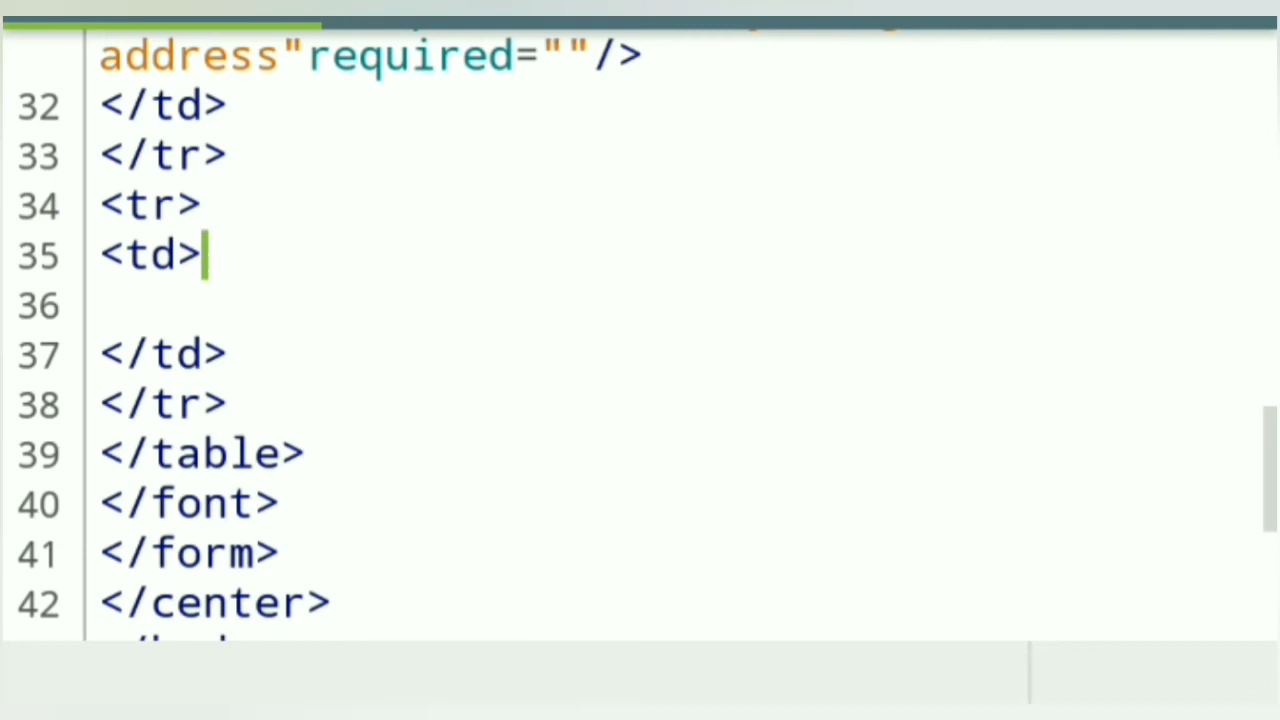 address"required=""/>
32 </td>
33 </tr>
34 <tr>
35 <td>
36
37 </td>
38 </tr>
39 </table>
40 </font>
41 </form>
42 </center>